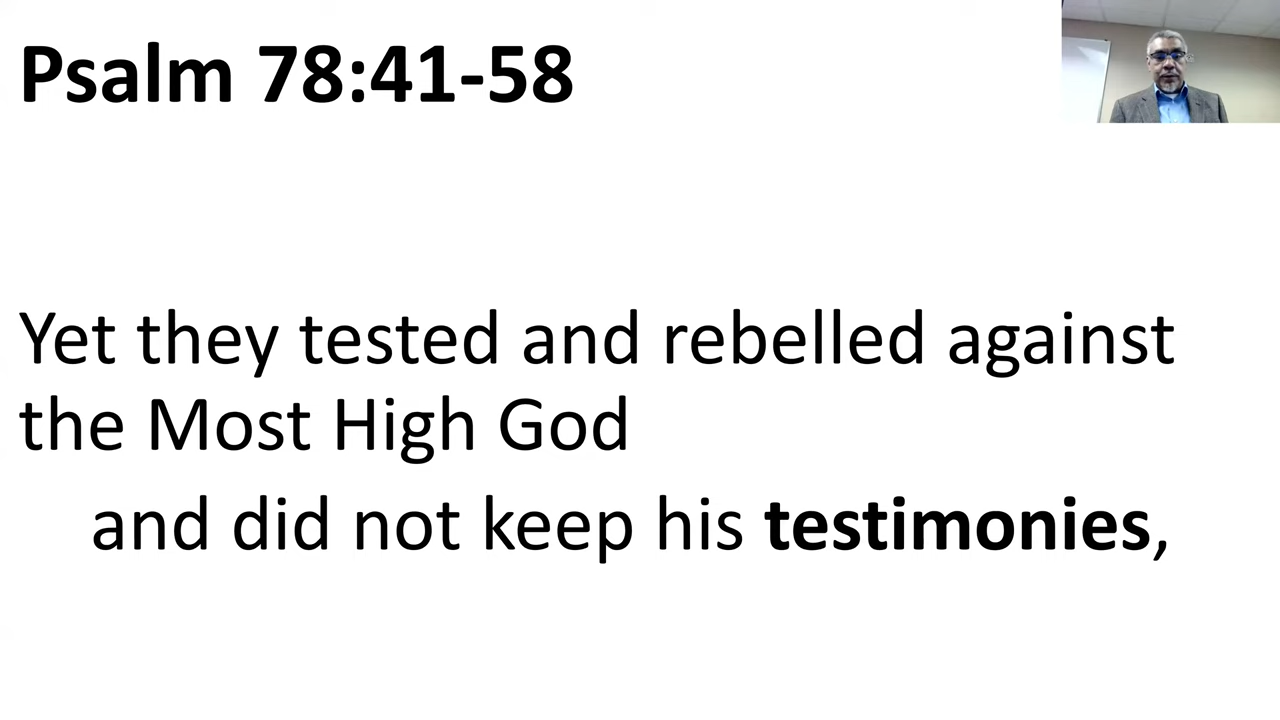 Psalm 78:41-58
Yet they tested and rebelled against
the Most High God
and did not keep his testimonies,